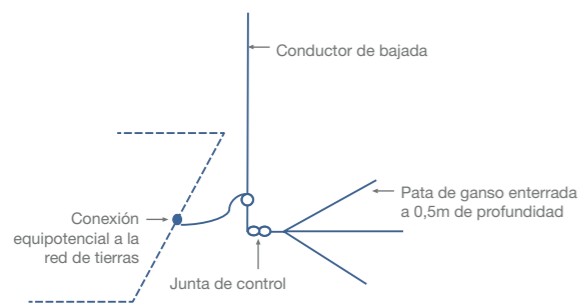 Conductor de bajada
Pata de ganso enterrada
a 0,5m de profundidad
Conexión
equipotencial a la
red de tierras
Junta de control